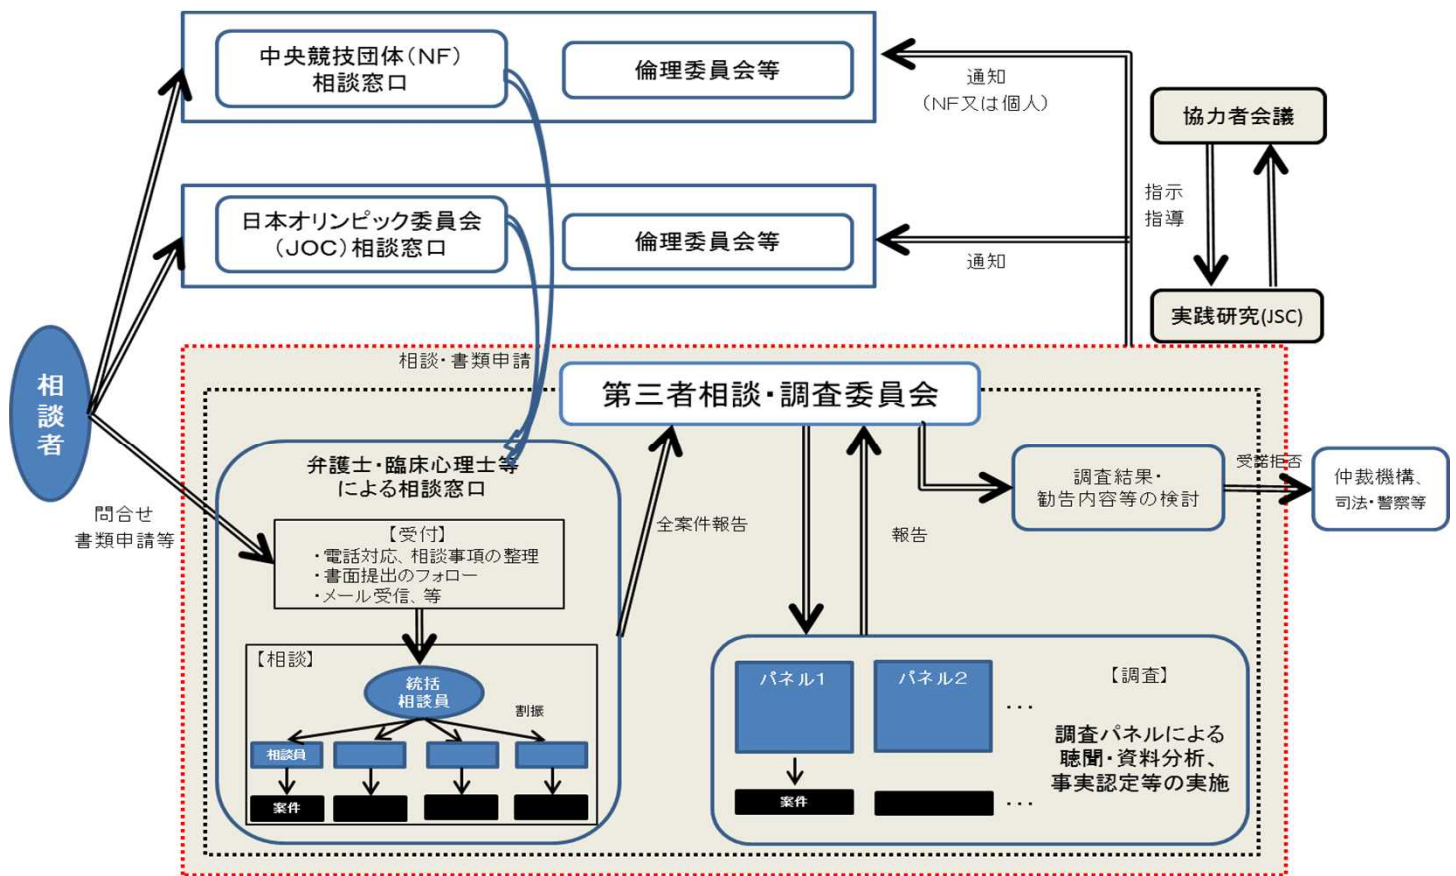 中央競技団体(NF)
相談窓口
倫理委員会等
通知
(NF又は個人)
協力者会議
日本オリンピック委員会
(JOC)相談窓口
倫理委員会等
通知
指示
指導
実践研究(JSC)
相談者
相談・書類申請
第三者相談・調査委員会
弁護士・臨床心理士等
による相談窓口
問合せ
書類申請等
【受付】
・電話対応、相談事項の整理
・書面提出のフォロー
・メール受信、等
全案件報告
報告
調査結果・
勧告内容等の検討
受諾拒否
仲裁機構、
司法・警察等
【相談】
統括
相談員
割振
相談員
案件
パネル1
パネル2
…
【調査】
調査パネルによる
聴聞・資料分析、
事実認定等の実施
案件
…